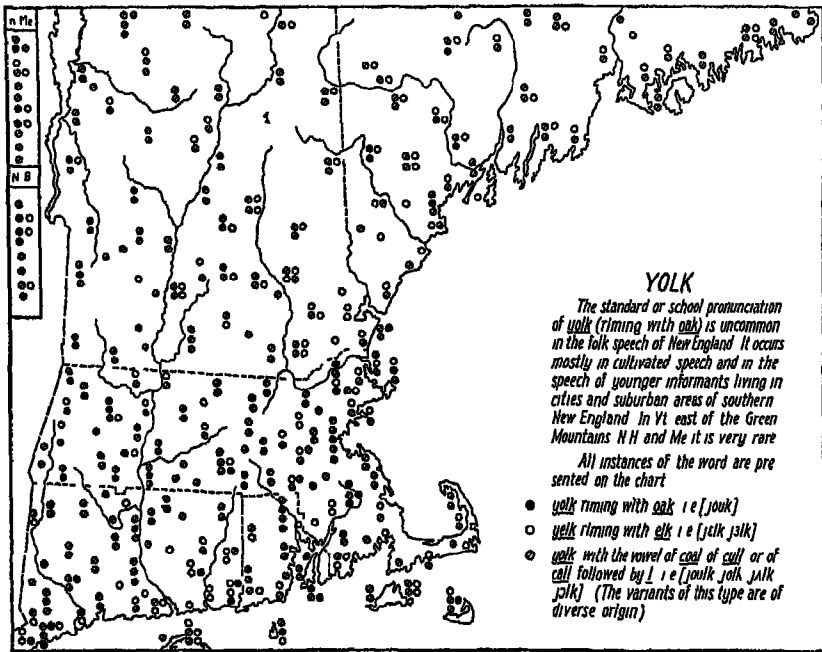 n Me
N B
YOLK
The standard or school pronunciation
of yolk (riming with oak) is uncommon
in the folk speech of New England It occurs
mostly in cultivated speech and in the
speech of younger informants living in
cities and suburban areas of southern
New England In Vt east of the Green
Mountains N H and Me it is very rare
All instances of the word are pre
sented on the chart
yolk riming with oak i e [jouk]
yelk riming with elk i e [jɛlk jɜlk]
yolk with the vowel of coal of cull or of
call followed by l i e [joulk jolk jʌlk
jɔlk] (The variants of this type are of
diverse origin)